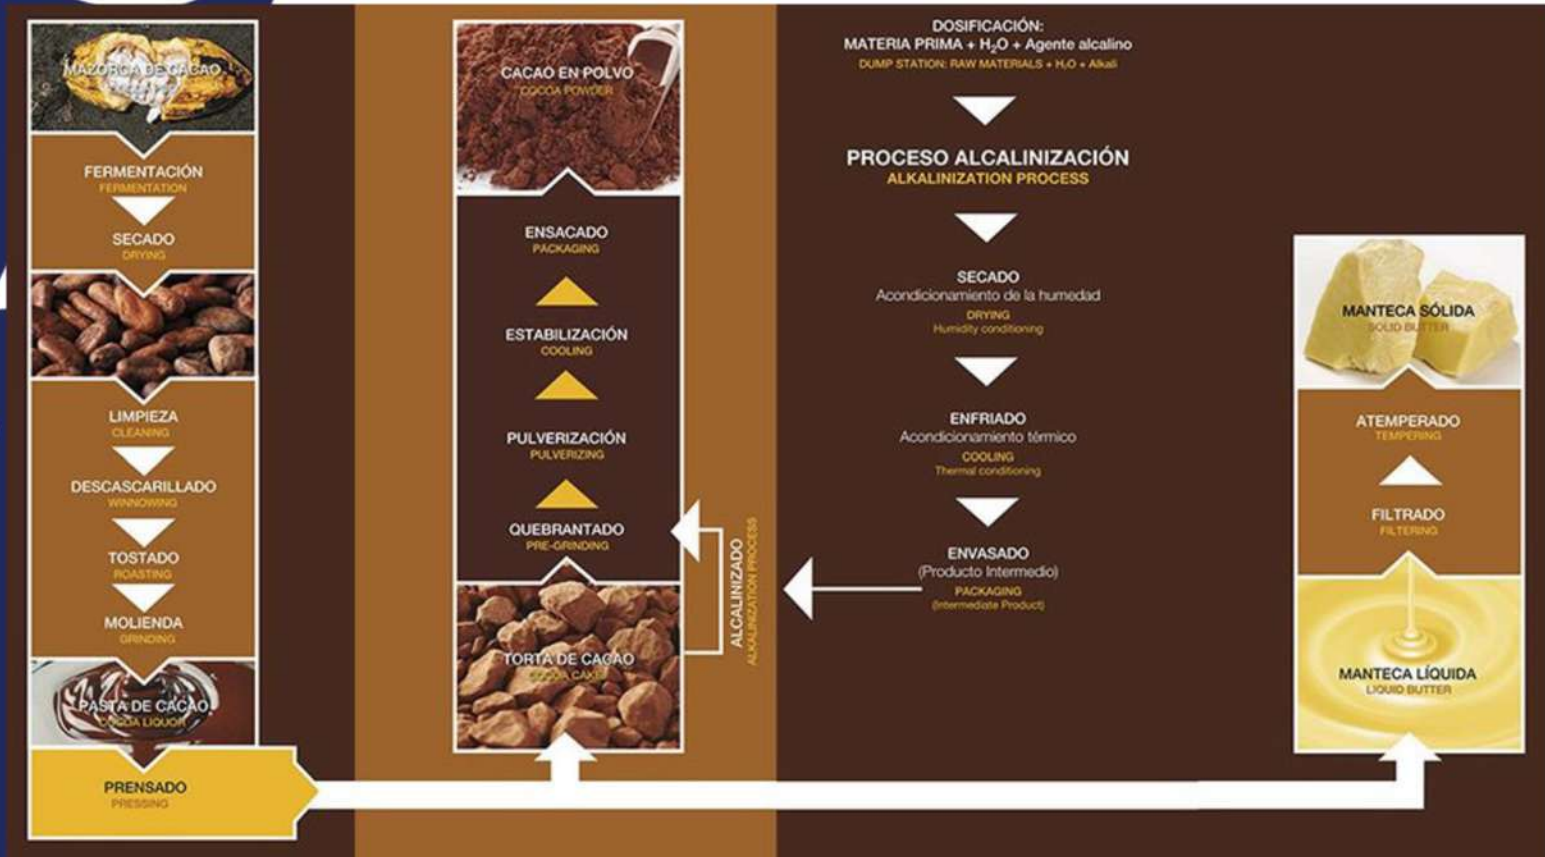 MAZORCA DE CACAO
FERMENTACIÓN
FERMENTATION
SECADO
DRYING
LIMPIEZA
CLEANING
DESCASCARILLADO
WINNOWING
TOSTADO
ROASTING
MOLIENDA
GRINDING
PASTA DE CACAO
COCOA LIQUOR
PRENSADO
PRESSING
CACAO EN POLVO
COCOA POWDER
ENSACADO
PACKAGING
ESTABILIZACIÓN
COOLING
PULVERIZACIÓN
PULVERIZING
QUEBRANTADO
PRE-GRINDING
TORTA DE CACAO
COCOA CAKE
ALCALINIZADO
ALKALINIZATION PROCESS
DOSIFICACIÓN:
MATERIA PRIMA + H₂O + Agente alcalino
DUMP STATION: RAW MATERIALS + H₂O + Alkali
PROCESO ALCALINIZACIÓN
ALKALINIZATION PROCESS
SECADO
Acondicionamiento de la humedad
DRYING
Humidity conditioning
ENFRIADO
Acondicionamiento térmico
COOLING
Thermal conditioning
ENVASADO
(Producto Intermedio)
PACKAGING
(Intermediate Product)
MANTECA SÓLIDA
SOLID BUTTER
ATEMPERADO
TEMPERING
FILTRADO
FILTERING
MANTECA LÍQUIDA
LIQUID BUTTER